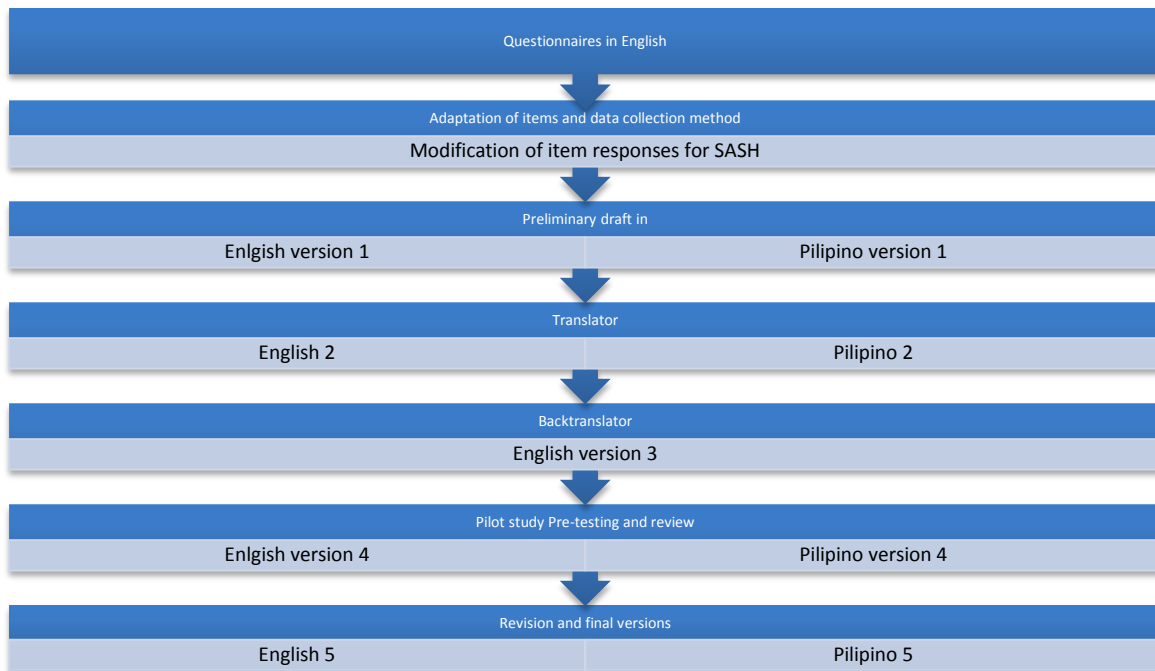 Questionnaires in English
Adaptation of items and data collection method
Modification of item responses for SASH
Preliminary draft in
Enlgish version 1
Pilipino version 1
Translator
English 2
Pilipino 2
Backtranslator
English version 3
Pilot study Pre-testing and review
Enlgish version 4
Pilipino version 4
Revision and final versions
English 5
Pilipino 5